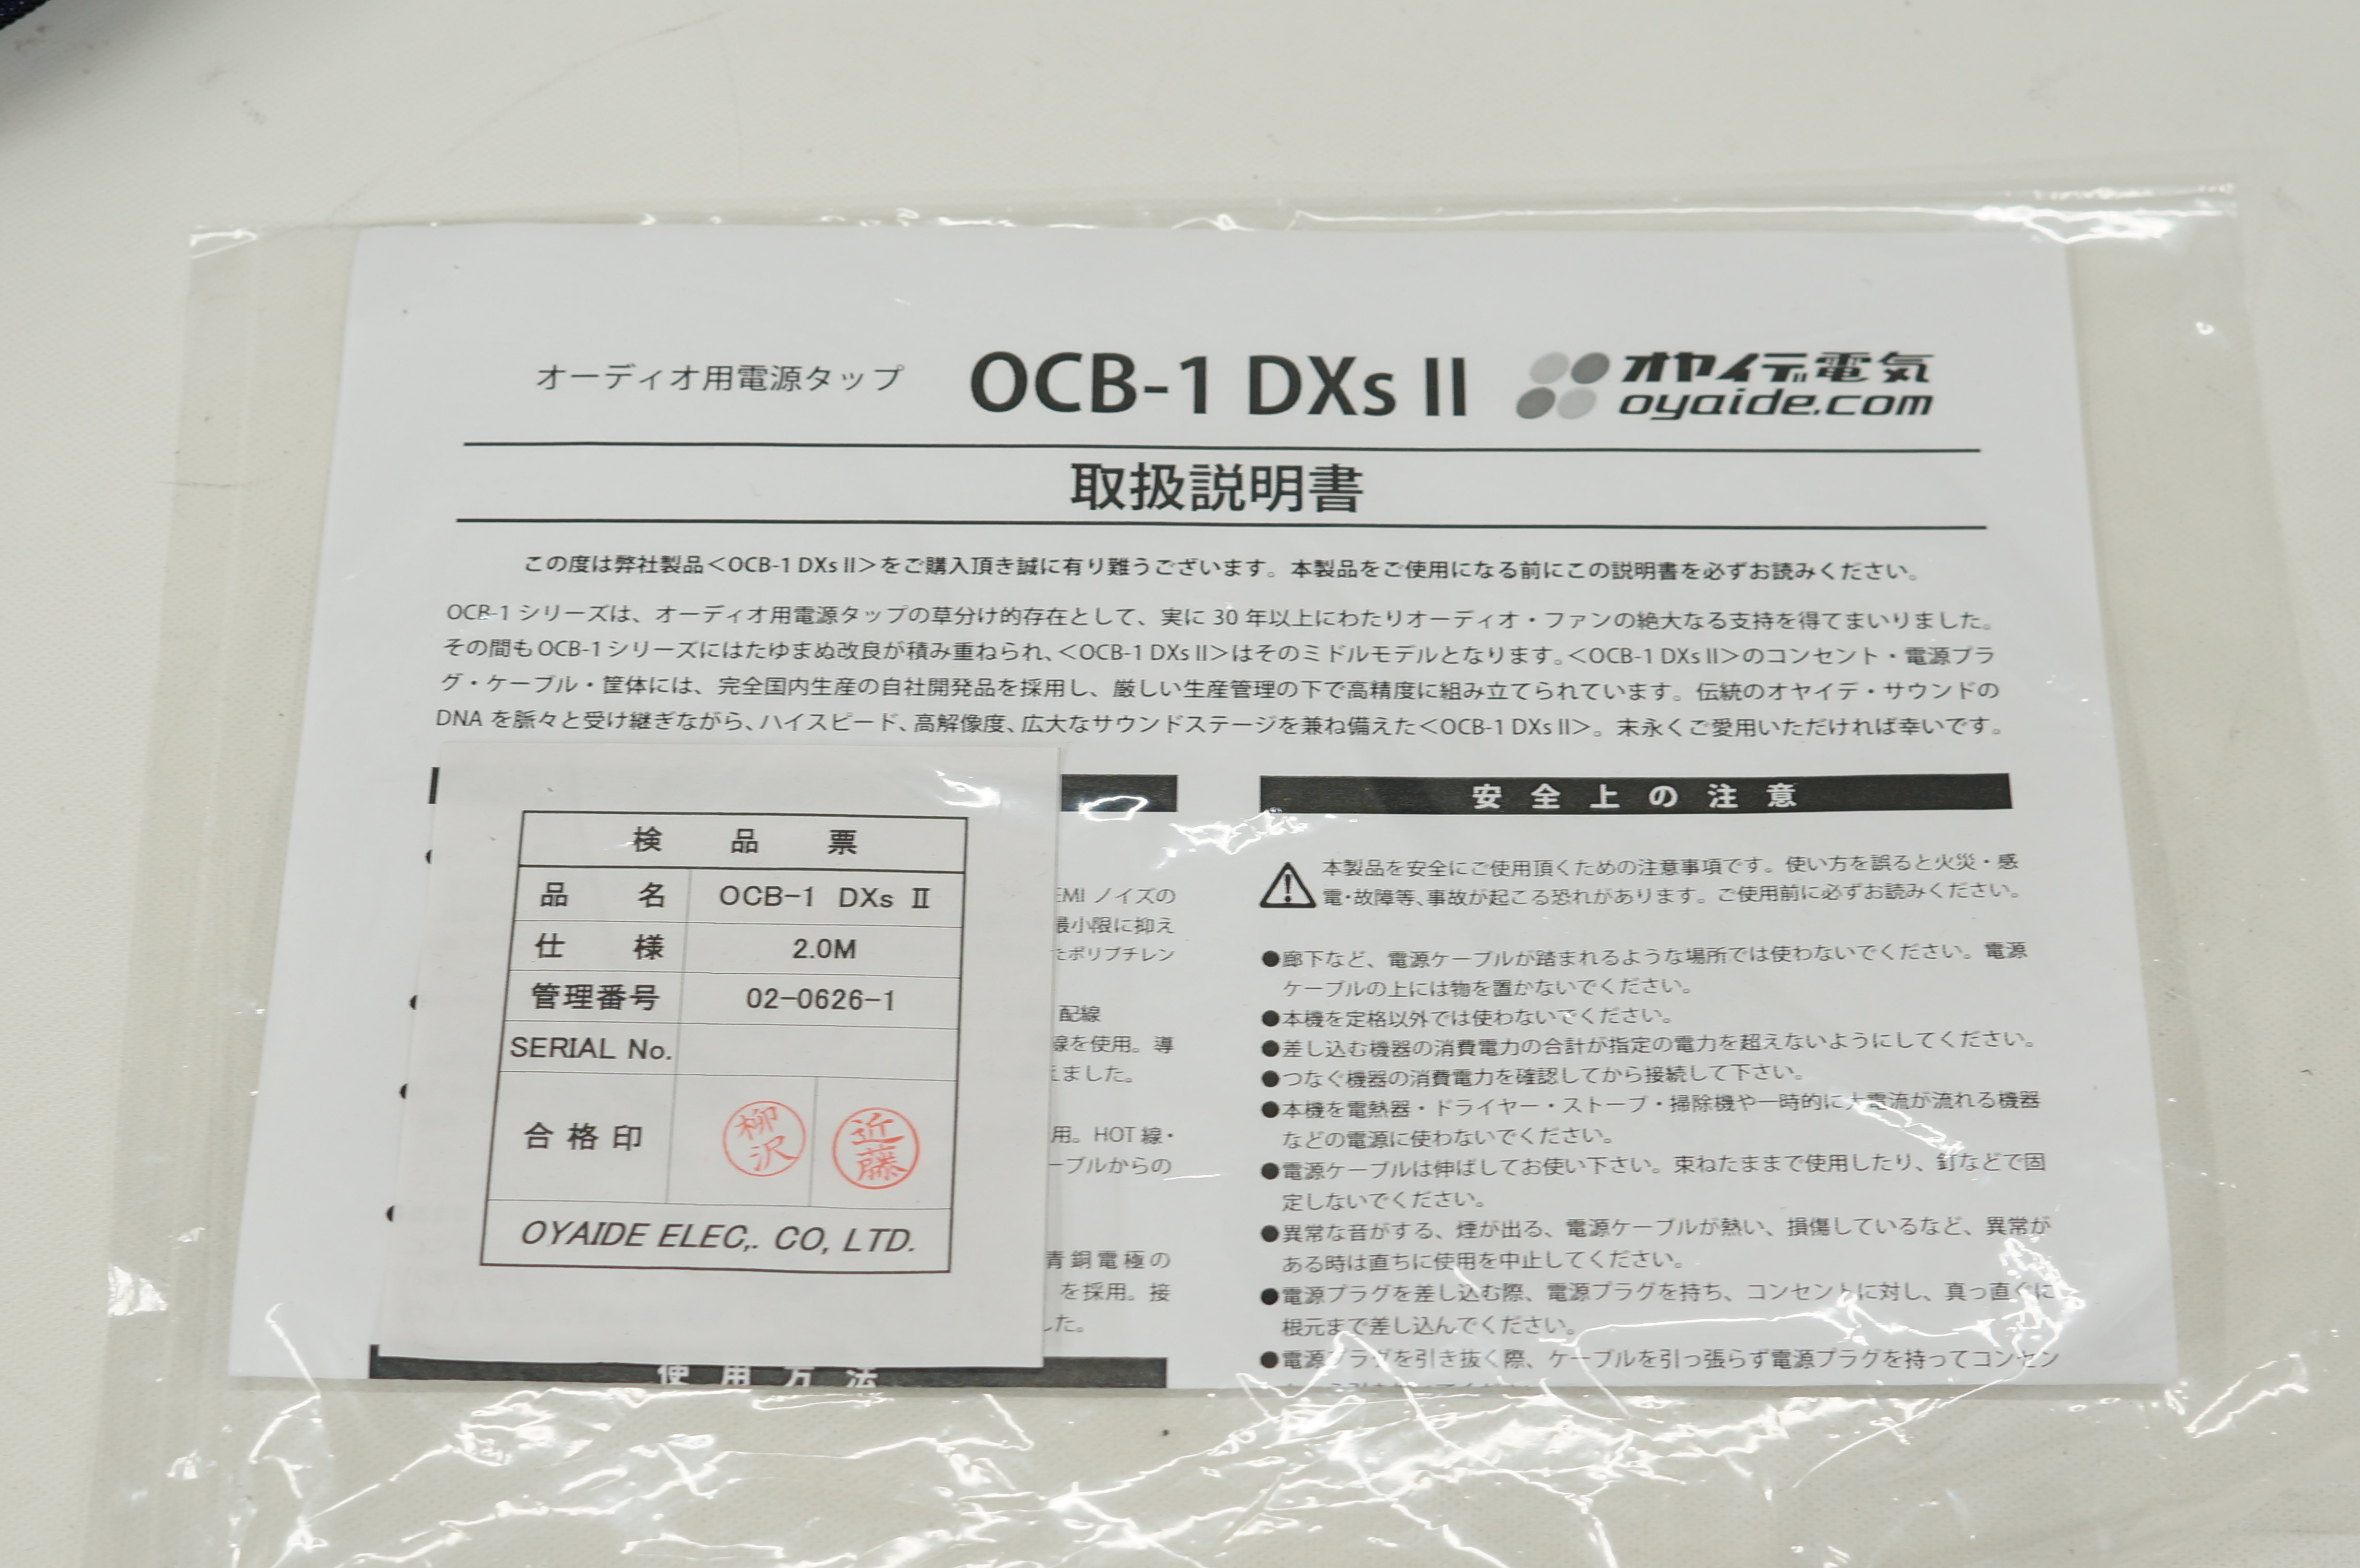 オーディオ用電源タップ OCB-1 DXs II オヤイデ電気
oyaide.com
取扱説明書
この度は弊社製品＜OCB-1 DXs II＞をご購入頂き誠に有り難うございます。本製品をご使用になる前にこの説明書を必ずお読みください。
OCB-1 シリーズは、オーディオ用電源タップの草分け的存在として、実に 30 年以上にわたりオーディオ・ファンの絶大なる支持を得てまいりました。
その間も OCB-1 シリーズにはたゆまぬ改良が積み重ねられ、＜OCB-1 DXs II＞はそのミドルモデルとなります。＜OCB-1 DXs II＞のコンセント・電源プラ
グ・ケーブル・筐体には、完全国内生産の自社開発品を採用し、厳しい生産管理の下で高精度に組み立てられています。伝統のオヤイデ・サウンドの
DNA を脈々と受け継ぎながら、ハイスピード、高解像度、広大なサウンドステージを兼ね備えた＜OCB-1 DXs II＞。末永くご愛用いただければ幸いです。
検品票
品名 OCB-1 DXs Ⅱ
仕様 2.0M
管理番号 02-0626-1
SERIAL No.
合格印 柳沢 近藤
OYAIDE ELEC,. CO, LTD.
EMI ノイズの
最小限に抑え
たポリブチレン
配線
線を使用。導
えました。
用。HOT 線・
ーブルからの
青銅電極の
を採用。接
した。
使用方法
安全上の注意
本製品を安全にご使用頂くための注意事項です。使い方を誤ると火災・感
電・故障等、事故が起こる恐れがあります。ご使用前に必ずお読みください。
●廊下など、電源ケーブルが踏まれるような場所では使わないでください。電源
ケーブルの上には物を置かないでください。
●本機を定格以外では使わないでください。
●差し込む機器の消費電力の合計が指定の電力を超えないようにしてください。
●つなぐ機器の消費電力を確認してから接続して下さい。
●本機を電熱器・ドライヤー・ストーブ・掃除機や一時的に大電流が流れる機器
などの電源に使わないでください。
●電源ケーブルは伸ばしてお使い下さい。束ねたままで使用したり、釘などで固
定しないでください。
●異常な音がする、煙が出る、電源ケーブルが熱い、損傷しているなど、異常が
ある時は直ちに使用を中止してください。
●電源プラグを差し込む際、電源プラグを持ち、コンセントに対し、真っ直ぐに
根元まで差し込んでください。
●電源プラグを引き抜く際、ケーブルを引っ張らず電源プラグを持ってコンセン